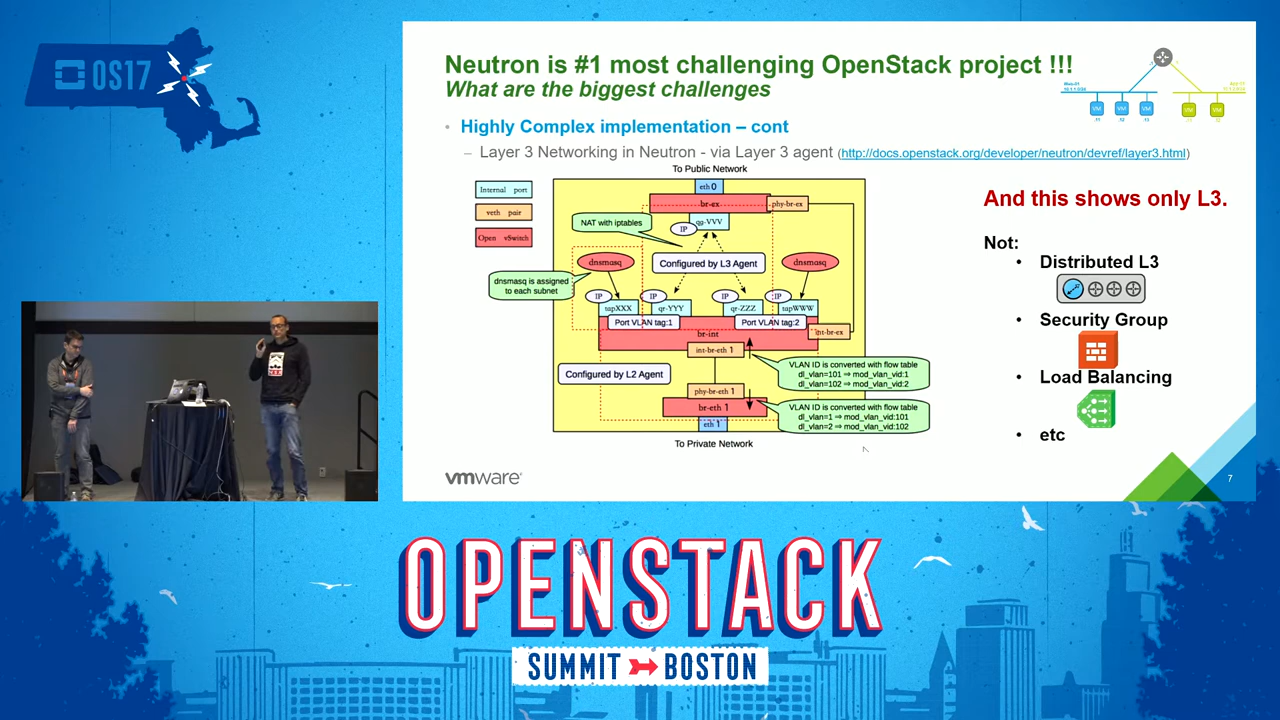 OS17
Neutron is #1 most challenging OpenStack project !!!
What are the biggest challenges
• Highly Complex implementation – cont
– Layer 3 Networking in Neutron - via Layer 3 agent (http://docs.openstack.org/developer/neutron/devref/layer3.html)
To Public Network
Internal port
veth pair
Open vSwitch
eth 0
br-ex
phy-br-ex
NAT with iptables
IP
qg-VVV
dnsmasq
Configured by L3 Agent
dnsmasq
dnsmasq is assigned
to each subnet
IP
IP
IP
IP
tapXXX
qr-YYY
qr-ZZZ
tapWWW
Port VLAN tag:1
Port VLAN tag:2
br-int
int-br-ex
int-br-eth 1
VLAN ID is converted with flow table
dl_vlan=101 ⇒ mod_vlan_vid:1
dl_vlan=102 ⇒ mod_vlan_vid:2
Configured by L2 Agent
phy-br-eth 1
br-eth 1
VLAN ID is converted with flow table
dl_vlan=1 ⇒ mod_vlan_vid:101
dl_vlan=2 ⇒ mod_vlan_vid:102
eth 1
To Private Network
VM
VM
VM
VM
VM
And this shows only L3.
Not:
• Distributed L3
• Security Group
• Load Balancing
• etc
vmware
7
OPENSTACK
SUMMIT BOSTON